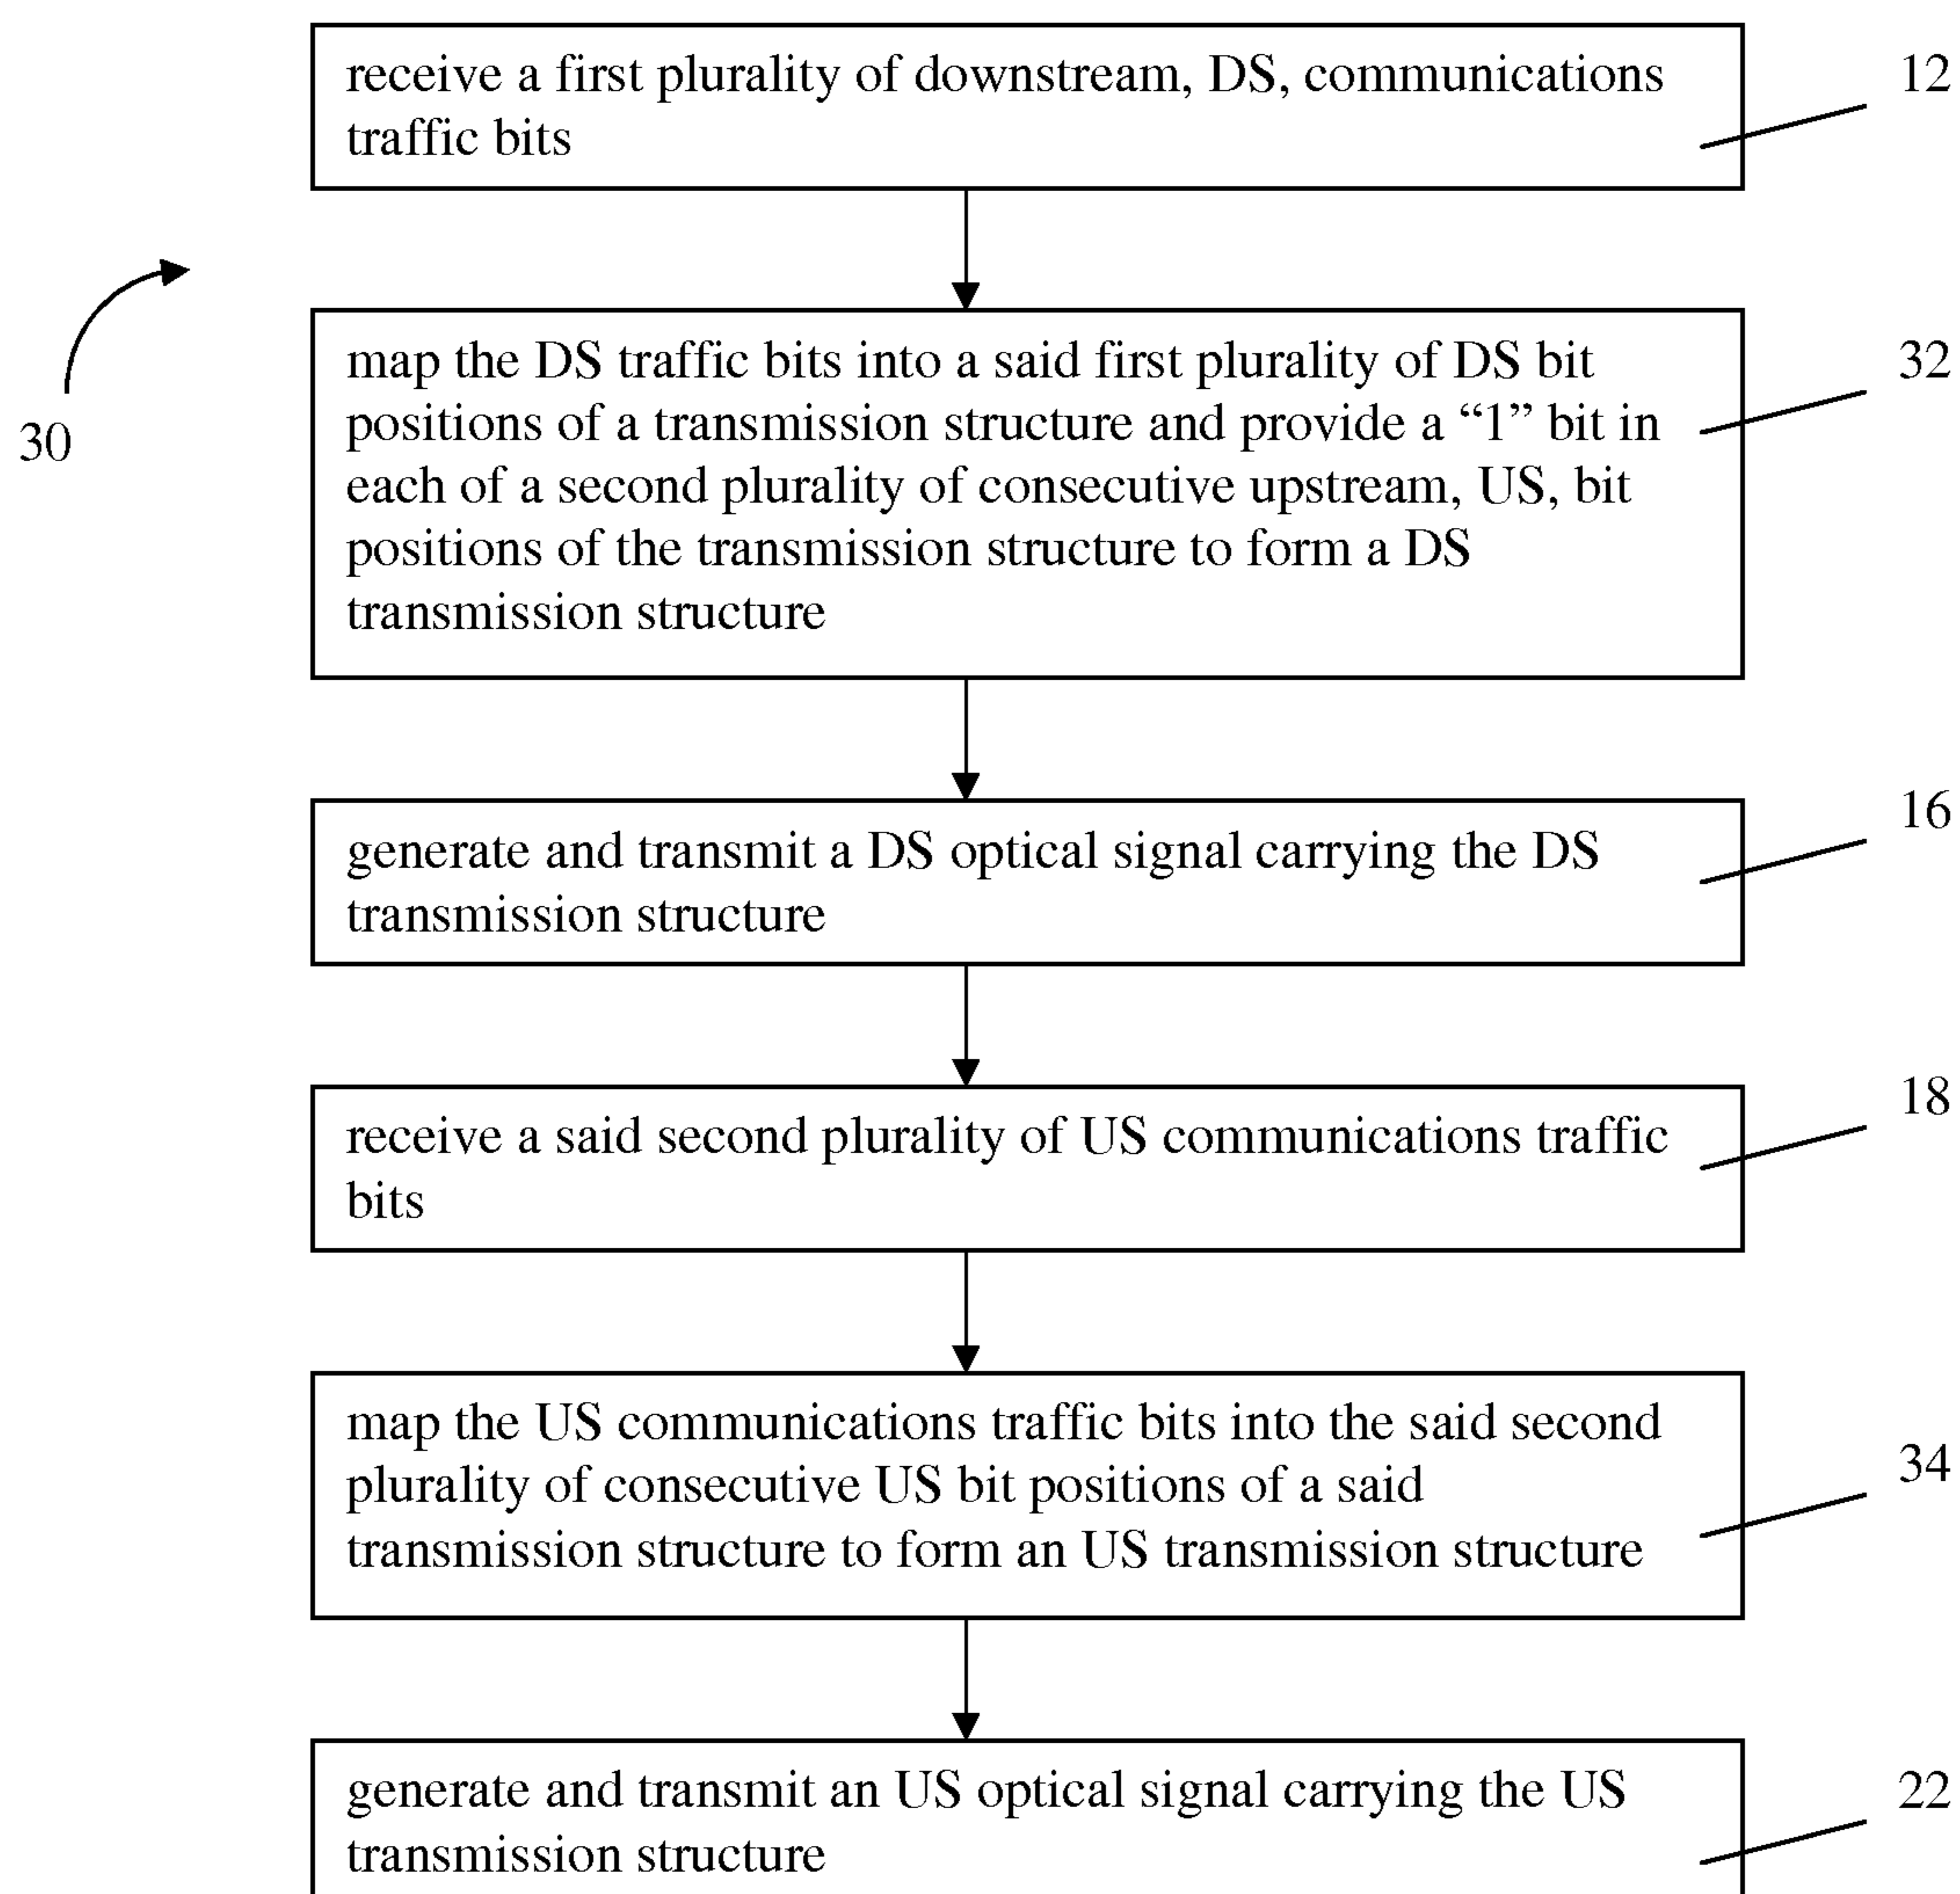 receive a first plurality of downstream, DS, communications
traffic bits
12
30
map the DS traffic bits into a said first plurality of DS bit
positions of a transmission structure and provide a “1” bit in
each of a second plurality of consecutive upstream, US, bit
positions of the transmission structure to form a DS
transmission structure
32
generate and transmit a DS optical signal carrying the DS
transmission structure
16
receive a said second plurality of US communications traffic
bits
18
map the US communications traffic bits into the said second
plurality of consecutive US bit positions of a said
transmission structure to form an US transmission structure
34
generate and transmit an US optical signal carrying the US
transmission structure
22